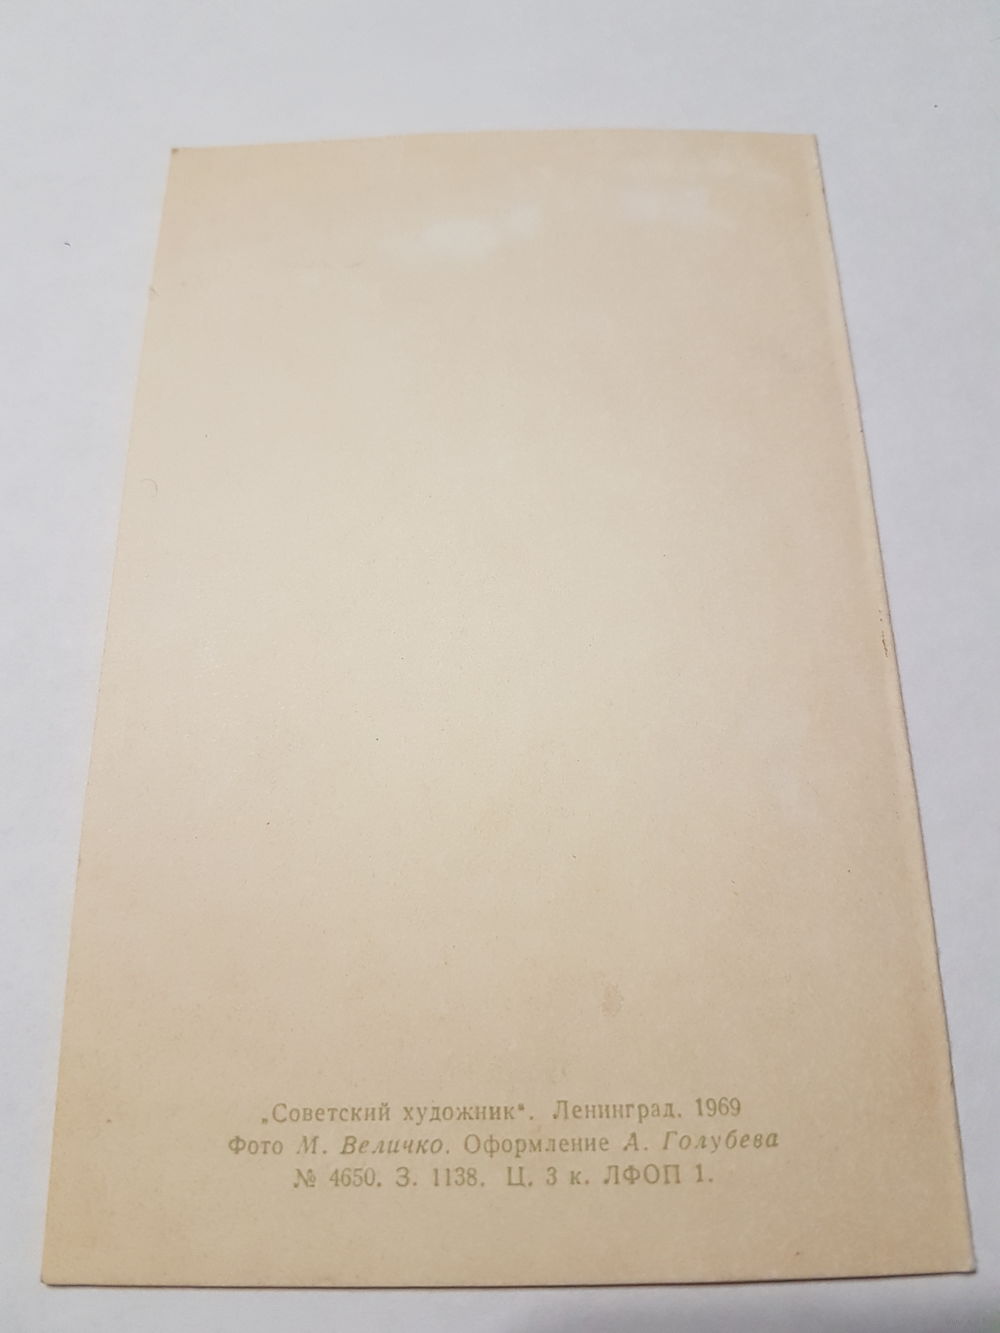 „Советский художник“. Ленинград. 1969
Фото М. Величко. Оформление А. Голубева
№ 4650. З. 1138. Ц. 3 к. ЛФОП 1.